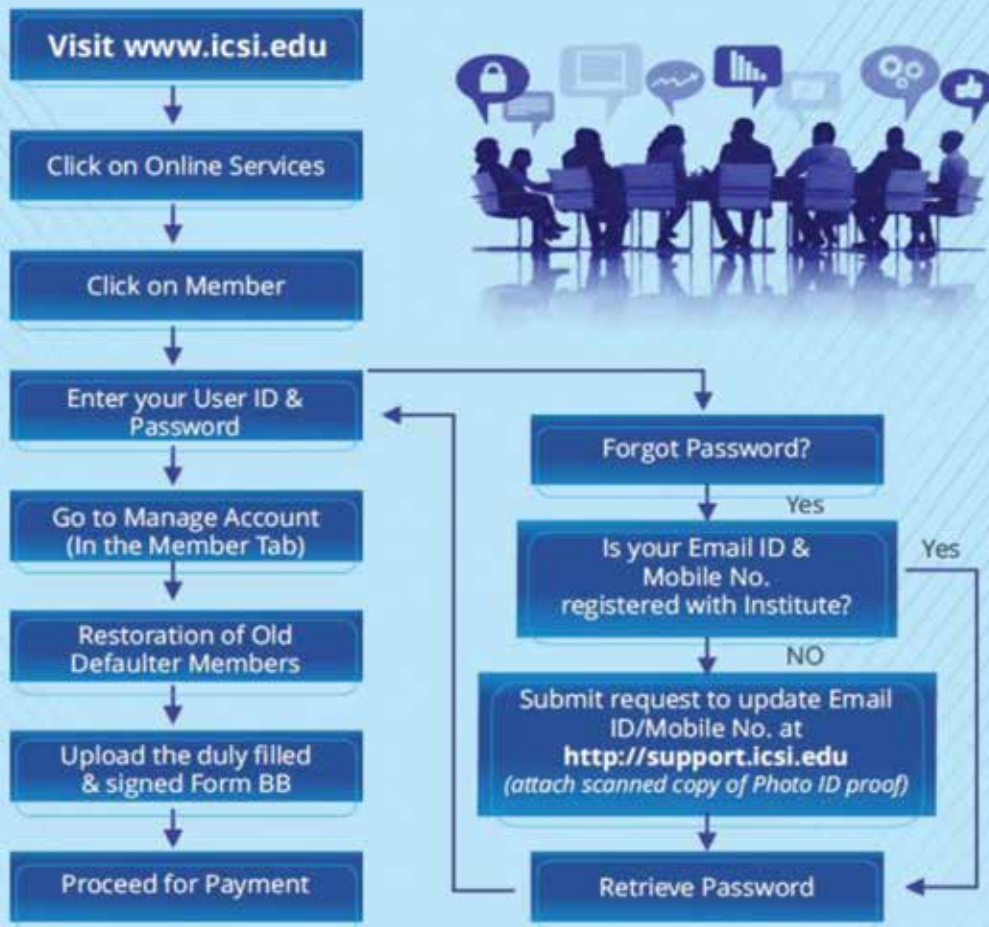 Visit www.icsi.edu
Click on Online Services
Click on Member
Enter your User ID &
Password
Go to Manage Account
(In the Member Tab)
Restoration of Old
Defaulter Members
Upload the duly filled
& signed Form BB
Proceed for Payment
Forgot Password?
Yes
Is your Email ID &
Mobile No.
registered with Institute?
Yes
NO
Submit request to update Email
ID/Mobile No. at
http://support.icsi.edu
(attach scanned copy of Photo ID proof)
Retrieve Password